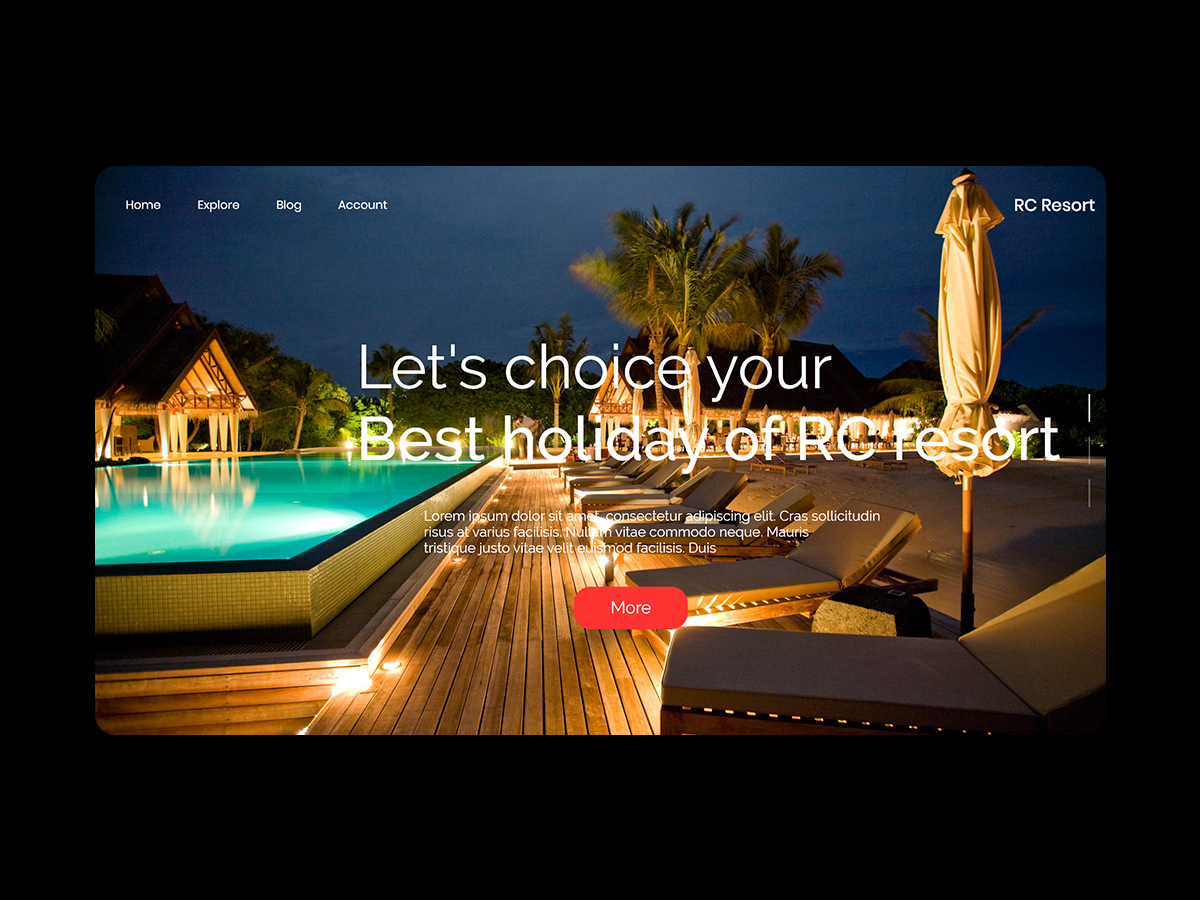 Home Explore Blog Account RC Resort
Let's choice your
Best holiday of RC resort
Lorem ipsum dolor sit amet, consectetur adipiscing elit. Cras sollicitudin
risus at varius facilisis. Nullam vitae commodo neque. Mauris
tristique justo vitae velit euismod facilisis. Duis
More